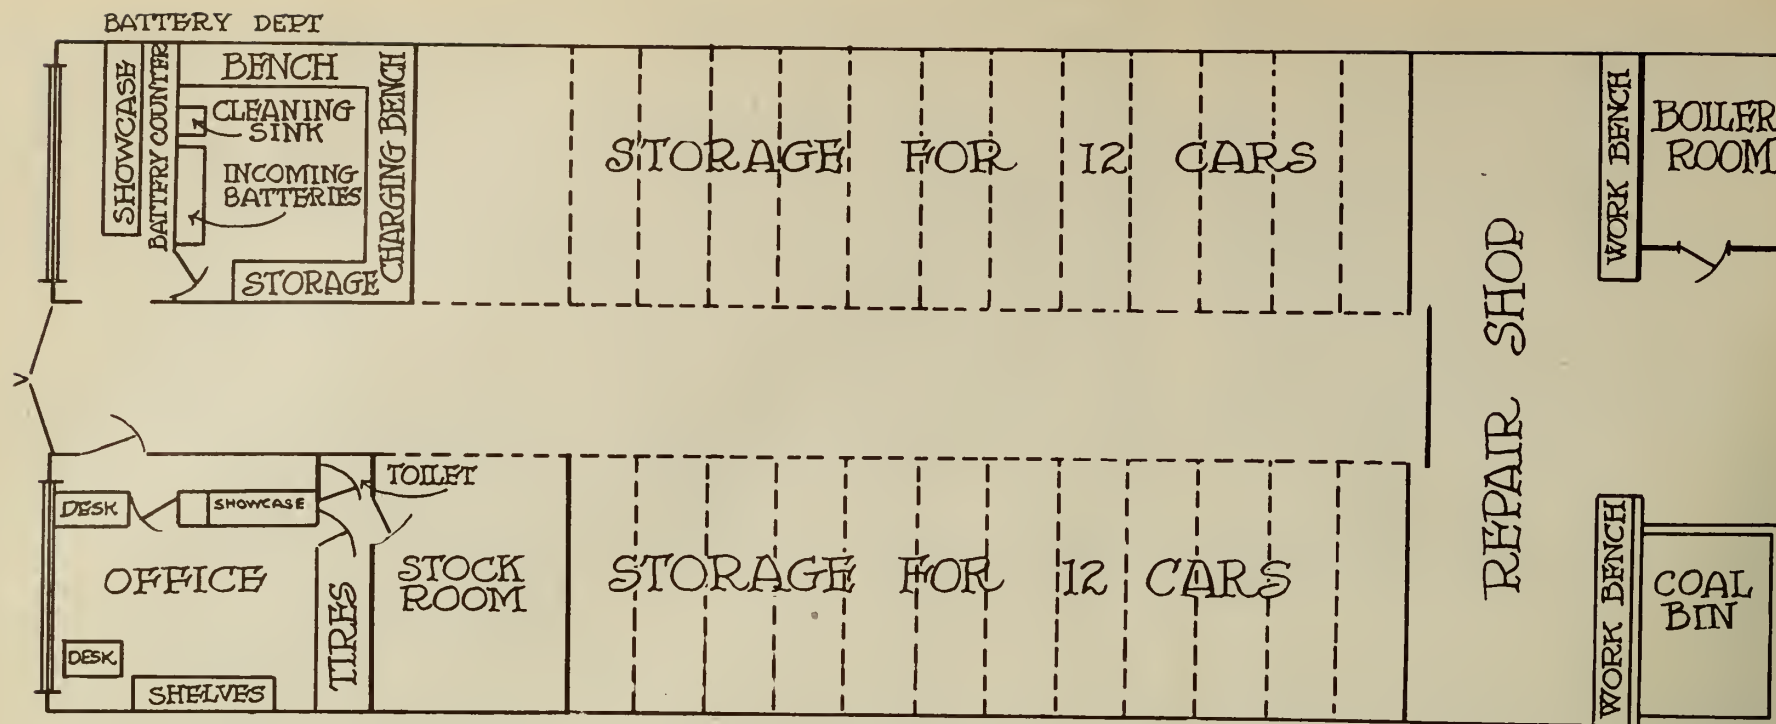 BATTERY DEPT
SHOWCASE
BATTERY COUNTER
BENCH
CLEANING
SINK
INCOMING
BATTERIES
CHARGING BENCH
STORAGE
STORAGE FOR 12 CARS
REPAIR SHOP
WORK BENCH
BOILER
ROOM
DESK
SHOWCASE
TOILET
OFFICE
DESK
SHELVES
TIRES
STOCK
ROOM
STORAGE FOR 12 CARS
WORK BENCH
COAL
BIN